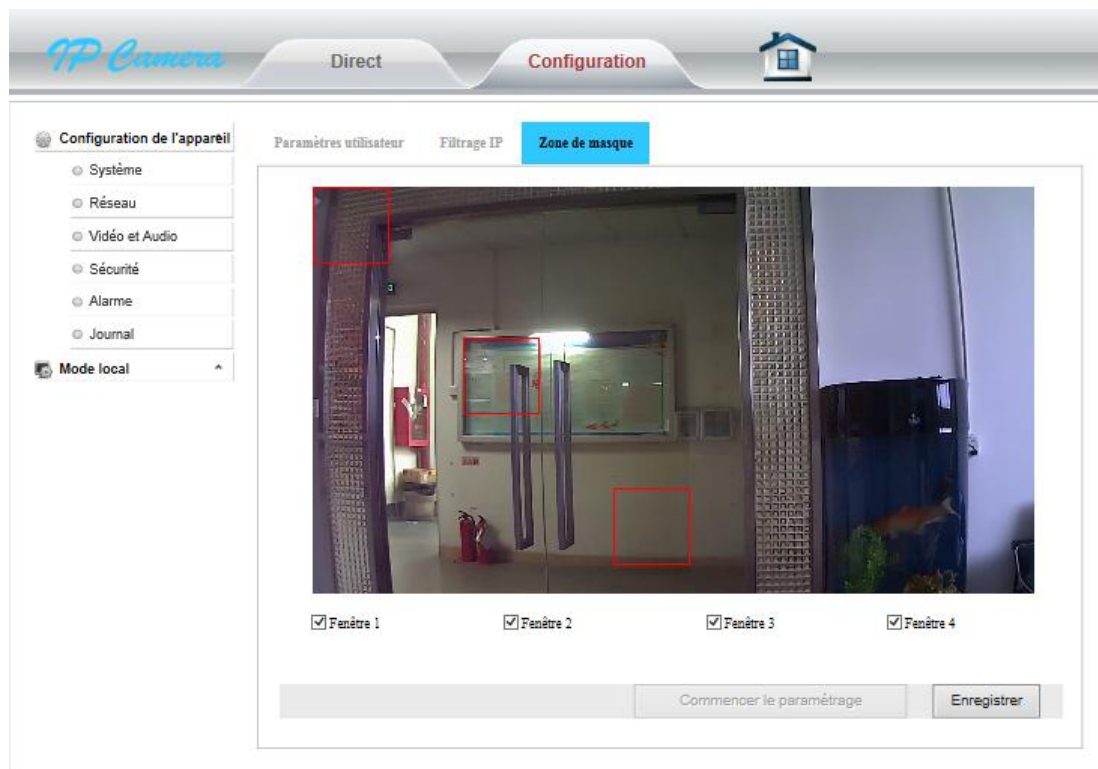 IP Camera
Direct
Configuration
Configuration de l'appareil
Système
Réseau
Vidéo et Audio
Sécurité
Alarme
Journal
Mode local
Paramètres utilisateur
Filtrage IP
Zone de masque
Fenêtre 1
Fenêtre 2
Fenêtre 3
Fenêtre 4
Commencer le paramétrage
Enregistrer